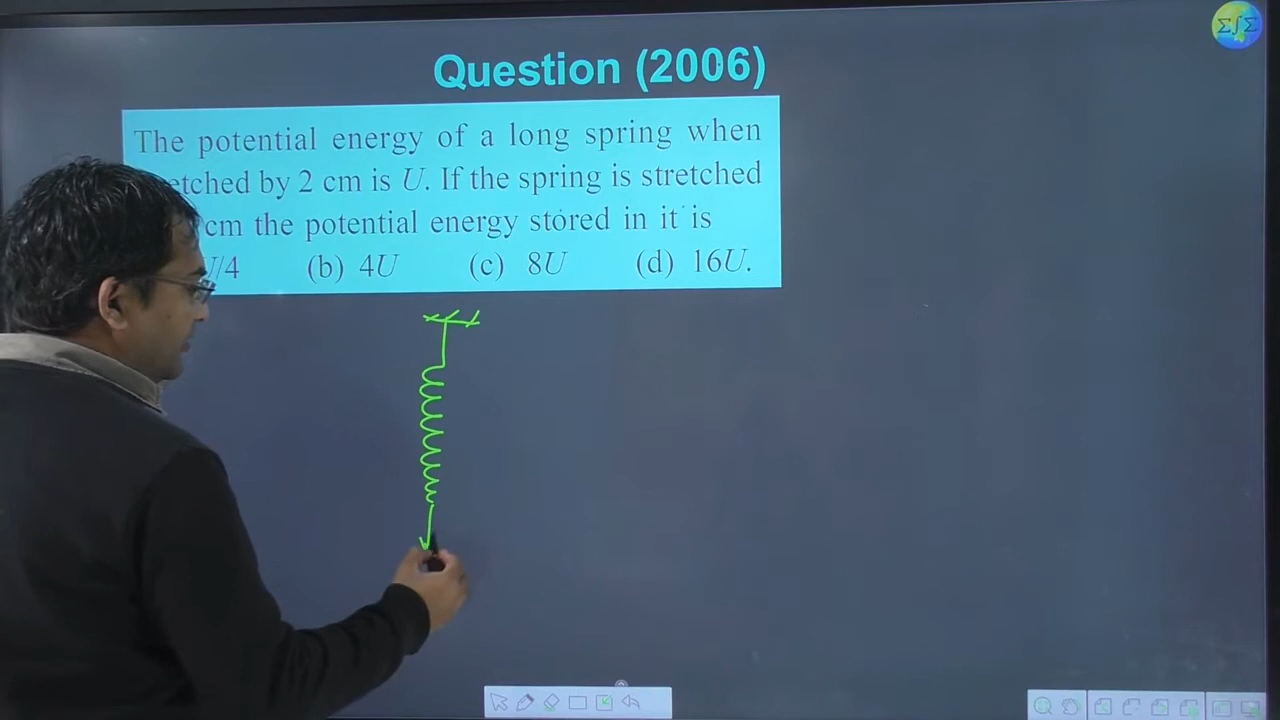 Question (2006)
The potential energy of a long spring when
etched by 2 cm is U. If the spring is stretched
cm the potential energy stored in it is
/4 (b) 4U (c) 8U (d) 16U.
Σ∫Σ